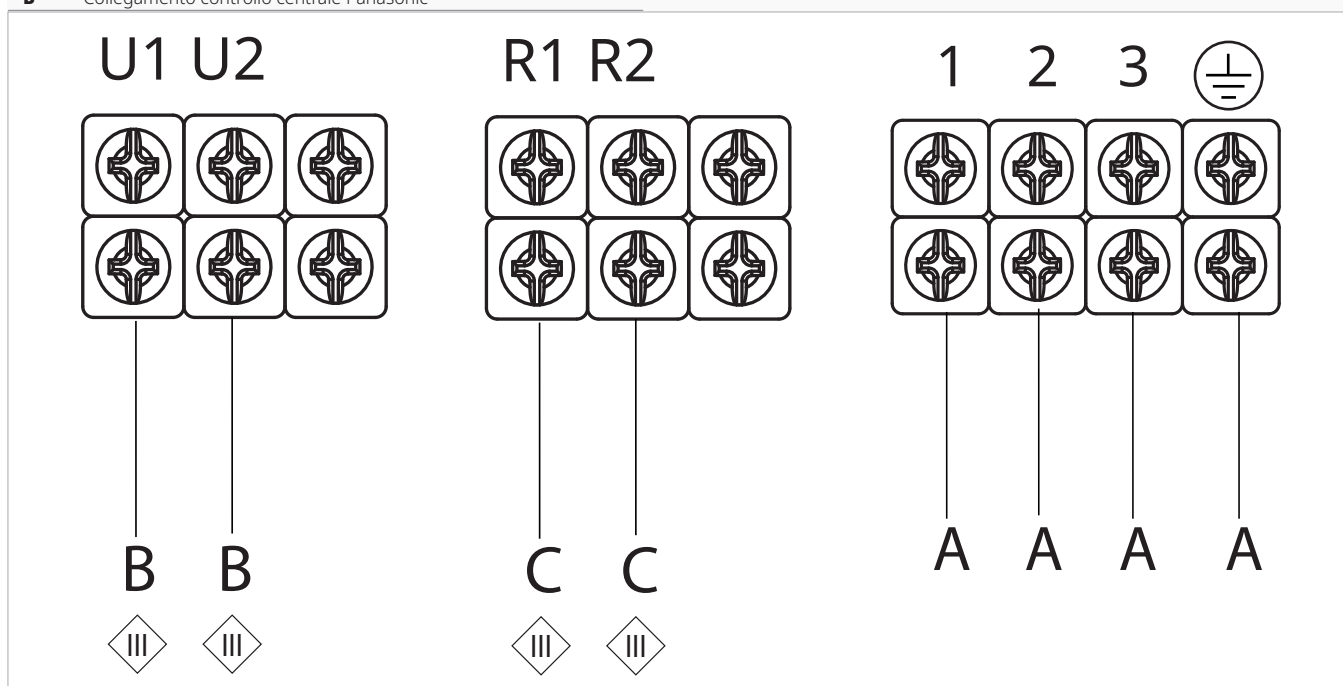 B Collegamento controllo centrale Panasonic
U1 U2 R1 R2 1 2 3
B B C C A A A A
III III III III